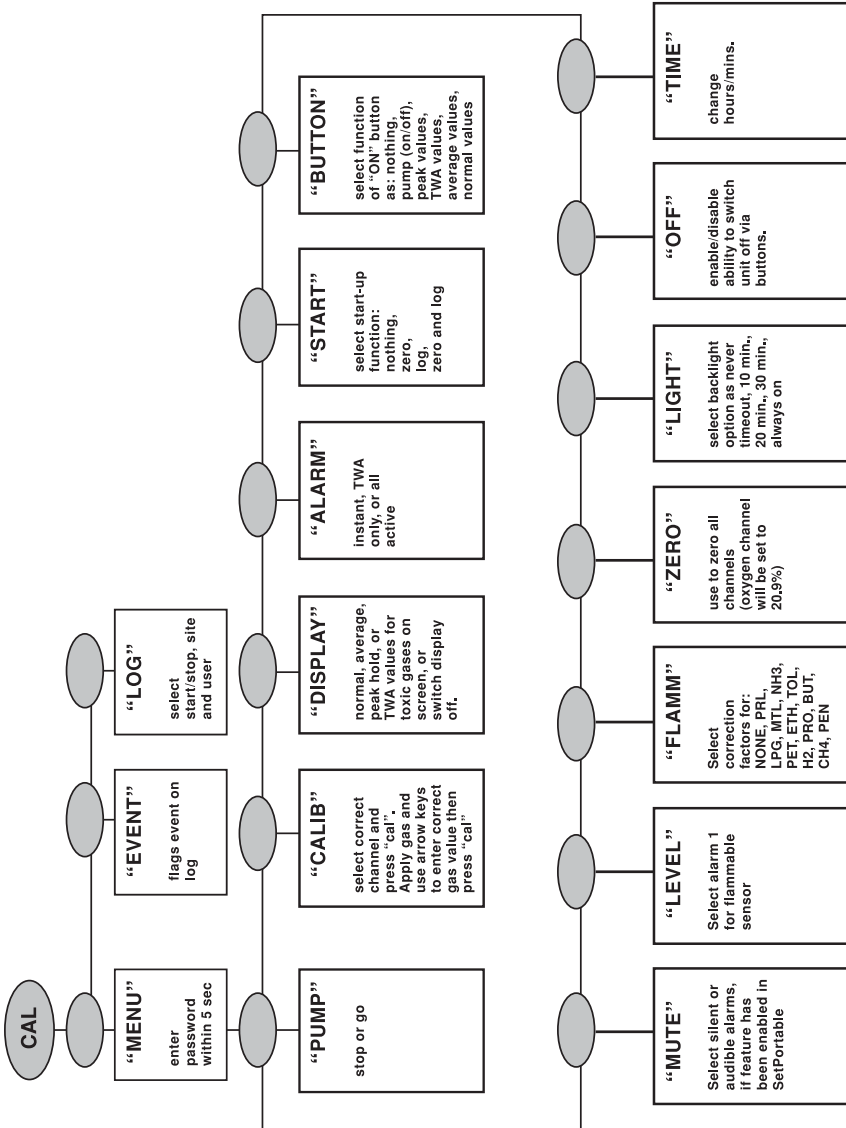 CAL
“MENU”
enter
password
within 5 sec
“EVENT”
flags event on
log
“LOG”
select
start/stop, site
and user
“PUMP”
stop or go
“CALIB”
select correct
channel and
press “cal”.
Apply gas and
use arrow keys
to enter correct
gas value then
press “cal”
“DISPLAY”
normal, average,
peak hold, or
TWA values for
toxic gases on
screen, or
switch display
off.
“ALARM”
instant, TWA
only, or all
active
“START”
select start-up
function:
nothing,
zero,
log,
zero and log
“BUTTON”
select function
of “ON” button
as: nothing,
pump (on/off),
peak values,
TWA values,
average values,
normal values
“MUTE”
Select silent or
audible alarms,
if feature has
been enabled in
SetPortable
“LEVEL”
Select alarm 1
for flammable
sensor
“FLAMM”
Select
correction
factors for:
NONE, PRL,
LPG, MTL, NH3,
PET, ETH, TOL,
H2, PRO, BUT,
CH4, PEN
“ZERO”
use to zero all
channels
(oxygen channel
will be set to
20.9%)
“LIGHT”
select backlight
option as never
timeout, 10 min.,
20 min., 30 min.,
always on
“OFF”
enable/disable
ability to switch
unit off via
buttons.
“TIME”
change
hours/mins.